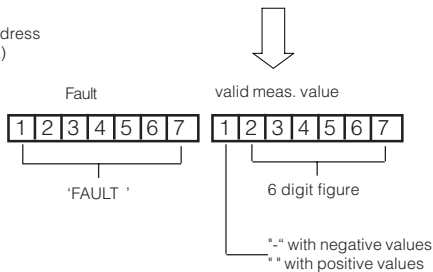 dress
)
Fault
valid meas. value
1 2 3 4 5 6 7
1 2 3 4 5 6 7
'FAULT '
6 digit figure
"-“ with negative values
" “ with positive values